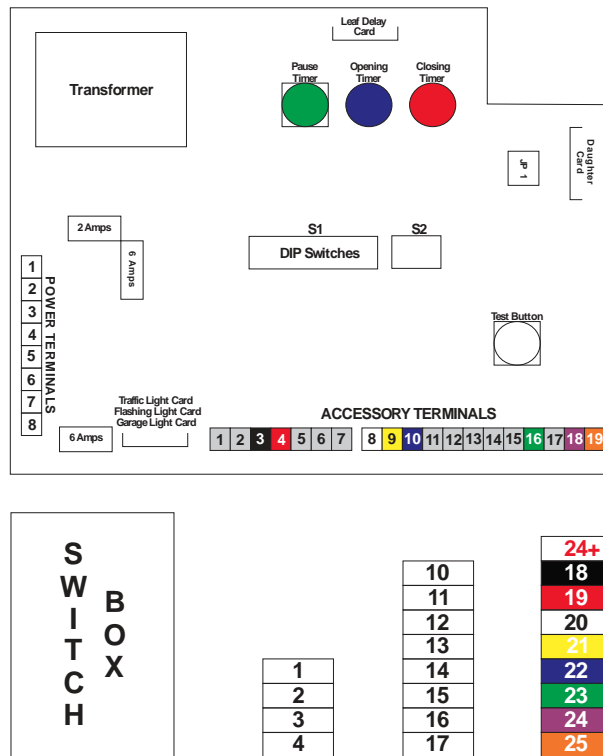 Leaf Delay
Card
Pause
Timer
Opening
Timer
Closing
Timer
Transformer
JP 1
Daughter
Card
2 Amps
6 Amps
S1
S2
DIP Switches
1
2
3
4
5
6
7
8
POWER TERMINALS
Test Button
Traffic Light Card
Flashing Light Card
Garage Light Card
6 Amps
ACCESSORY TERMINALS
1 2 3 4 5 6 7 8 9 10 11 12 13 14 15 16 17 18 19
SWITCH
BOX
1
2
3
4
10
11
12
13
14
15
16
17
24+
18
19
20
21
22
23
24
25